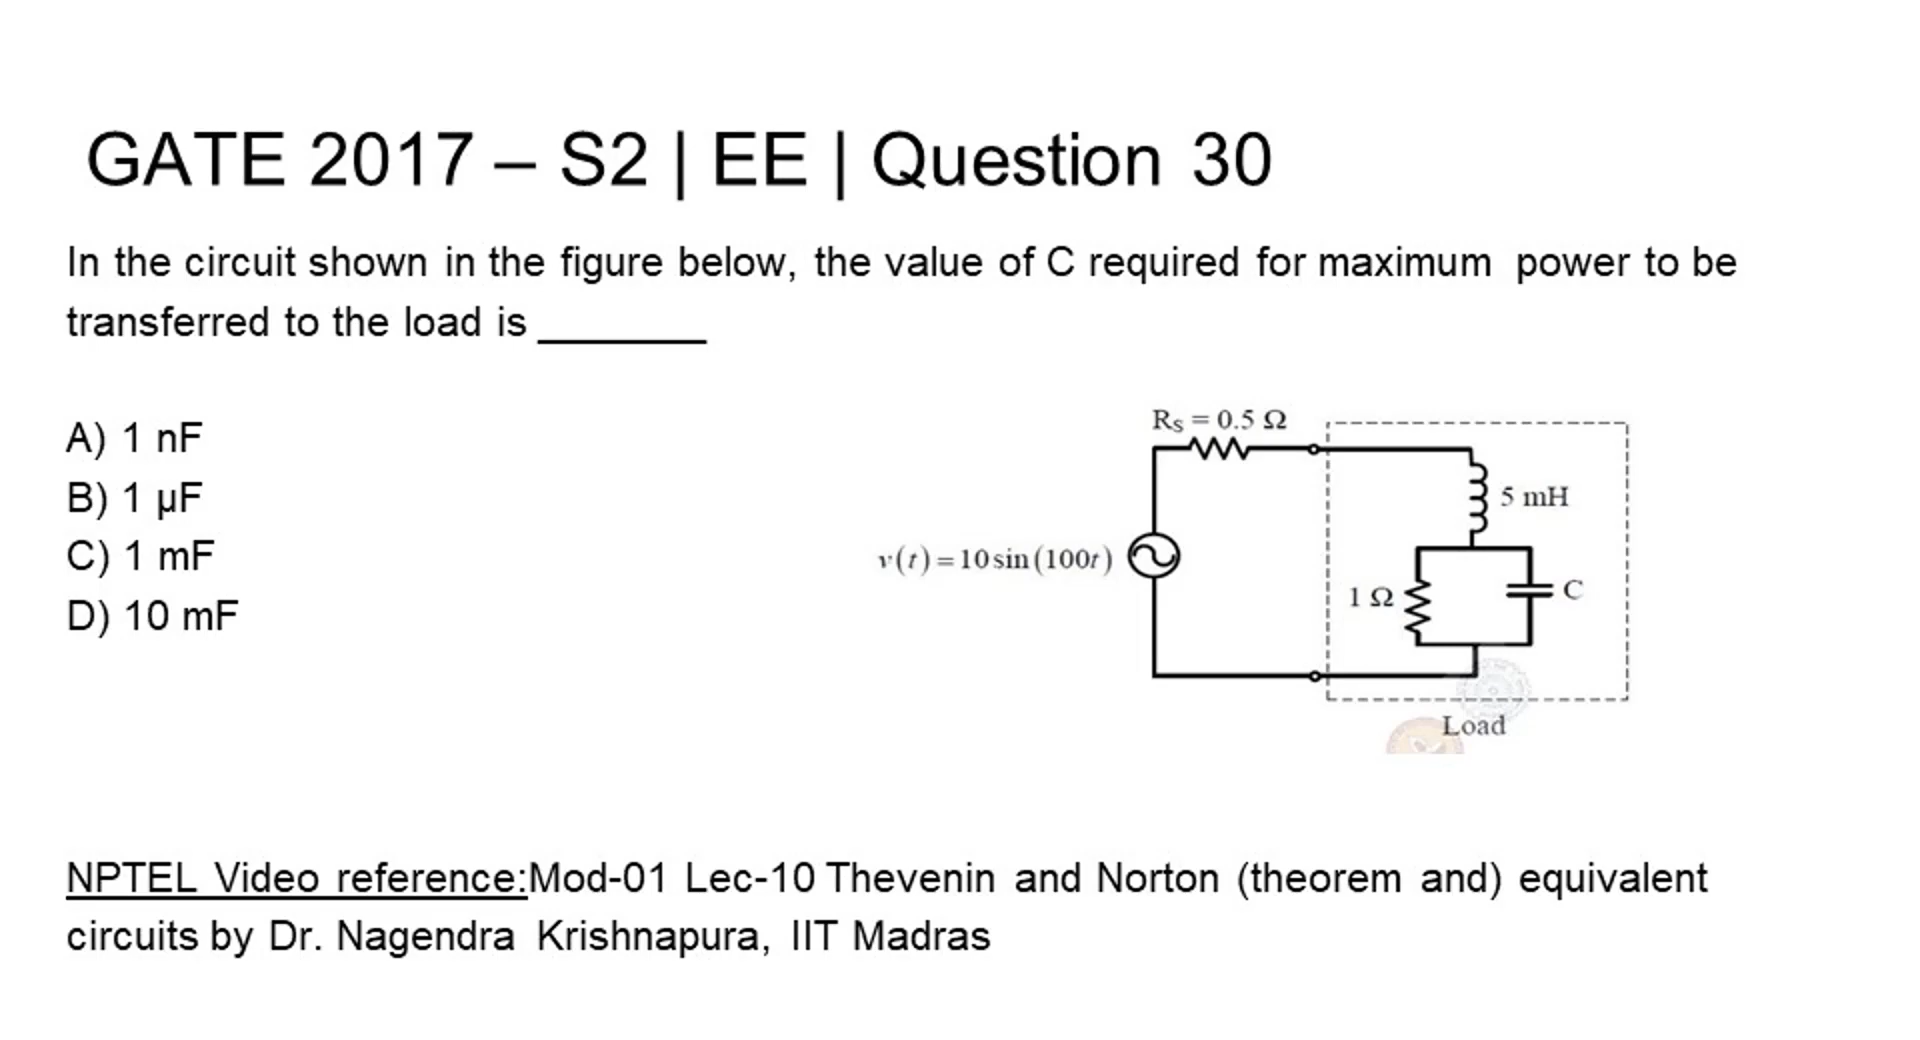 GATE 2017 – S2 | EE | Question 30
In the circuit shown in the figure below, the value of C required for maximum power to be
transferred to the load is ________
A) 1 nF
B) 1 µF
C) 1 mF
D) 10 mF
R_S = 0.5 Ω
5 mH
v(t) = 10 sin(100t)
1 Ω
C
Load
NPTEL Video reference:Mod-01 Lec-10 Thevenin and Norton (theorem and) equivalent
circuits by Dr. Nagendra Krishnapura, IIT Madras